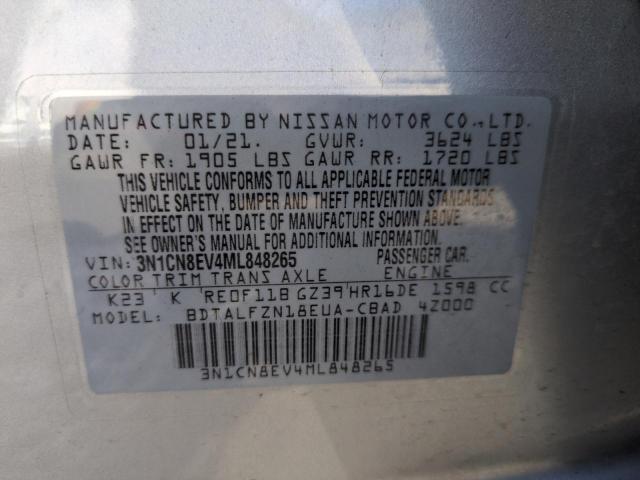 MANUFACTURED BY NISSAN MOTOR CO.,LTD.
DATE: 01/21. GVWR: 3624 LBS
GAWR FR: 1905 LBS GAWR RR: 1720 LBS
THIS VEHICLE CONFORMS TO ALL APPLICABLE FEDERAL MOTOR
VEHICLE SAFETY, BUMPER AND THEFT PREVENTION STANDARDS
IN EFFECT ON THE DATE OF MANUFACTURE SHOWN ABOVE.
SEE OWNER'S MANUAL FOR ADDITIONAL INFORMATION.
VIN: 3N1CN8EV4ML848265 PASSENGER CAR.
COLOR TRIM TRANS AXLE ENGINE
K23 K RE0F11B GZ39 HR16DE 1598 CC
MODEL: BDTALFZN18EUA-CBAD 4Z000
3N1CN8EV4ML848265